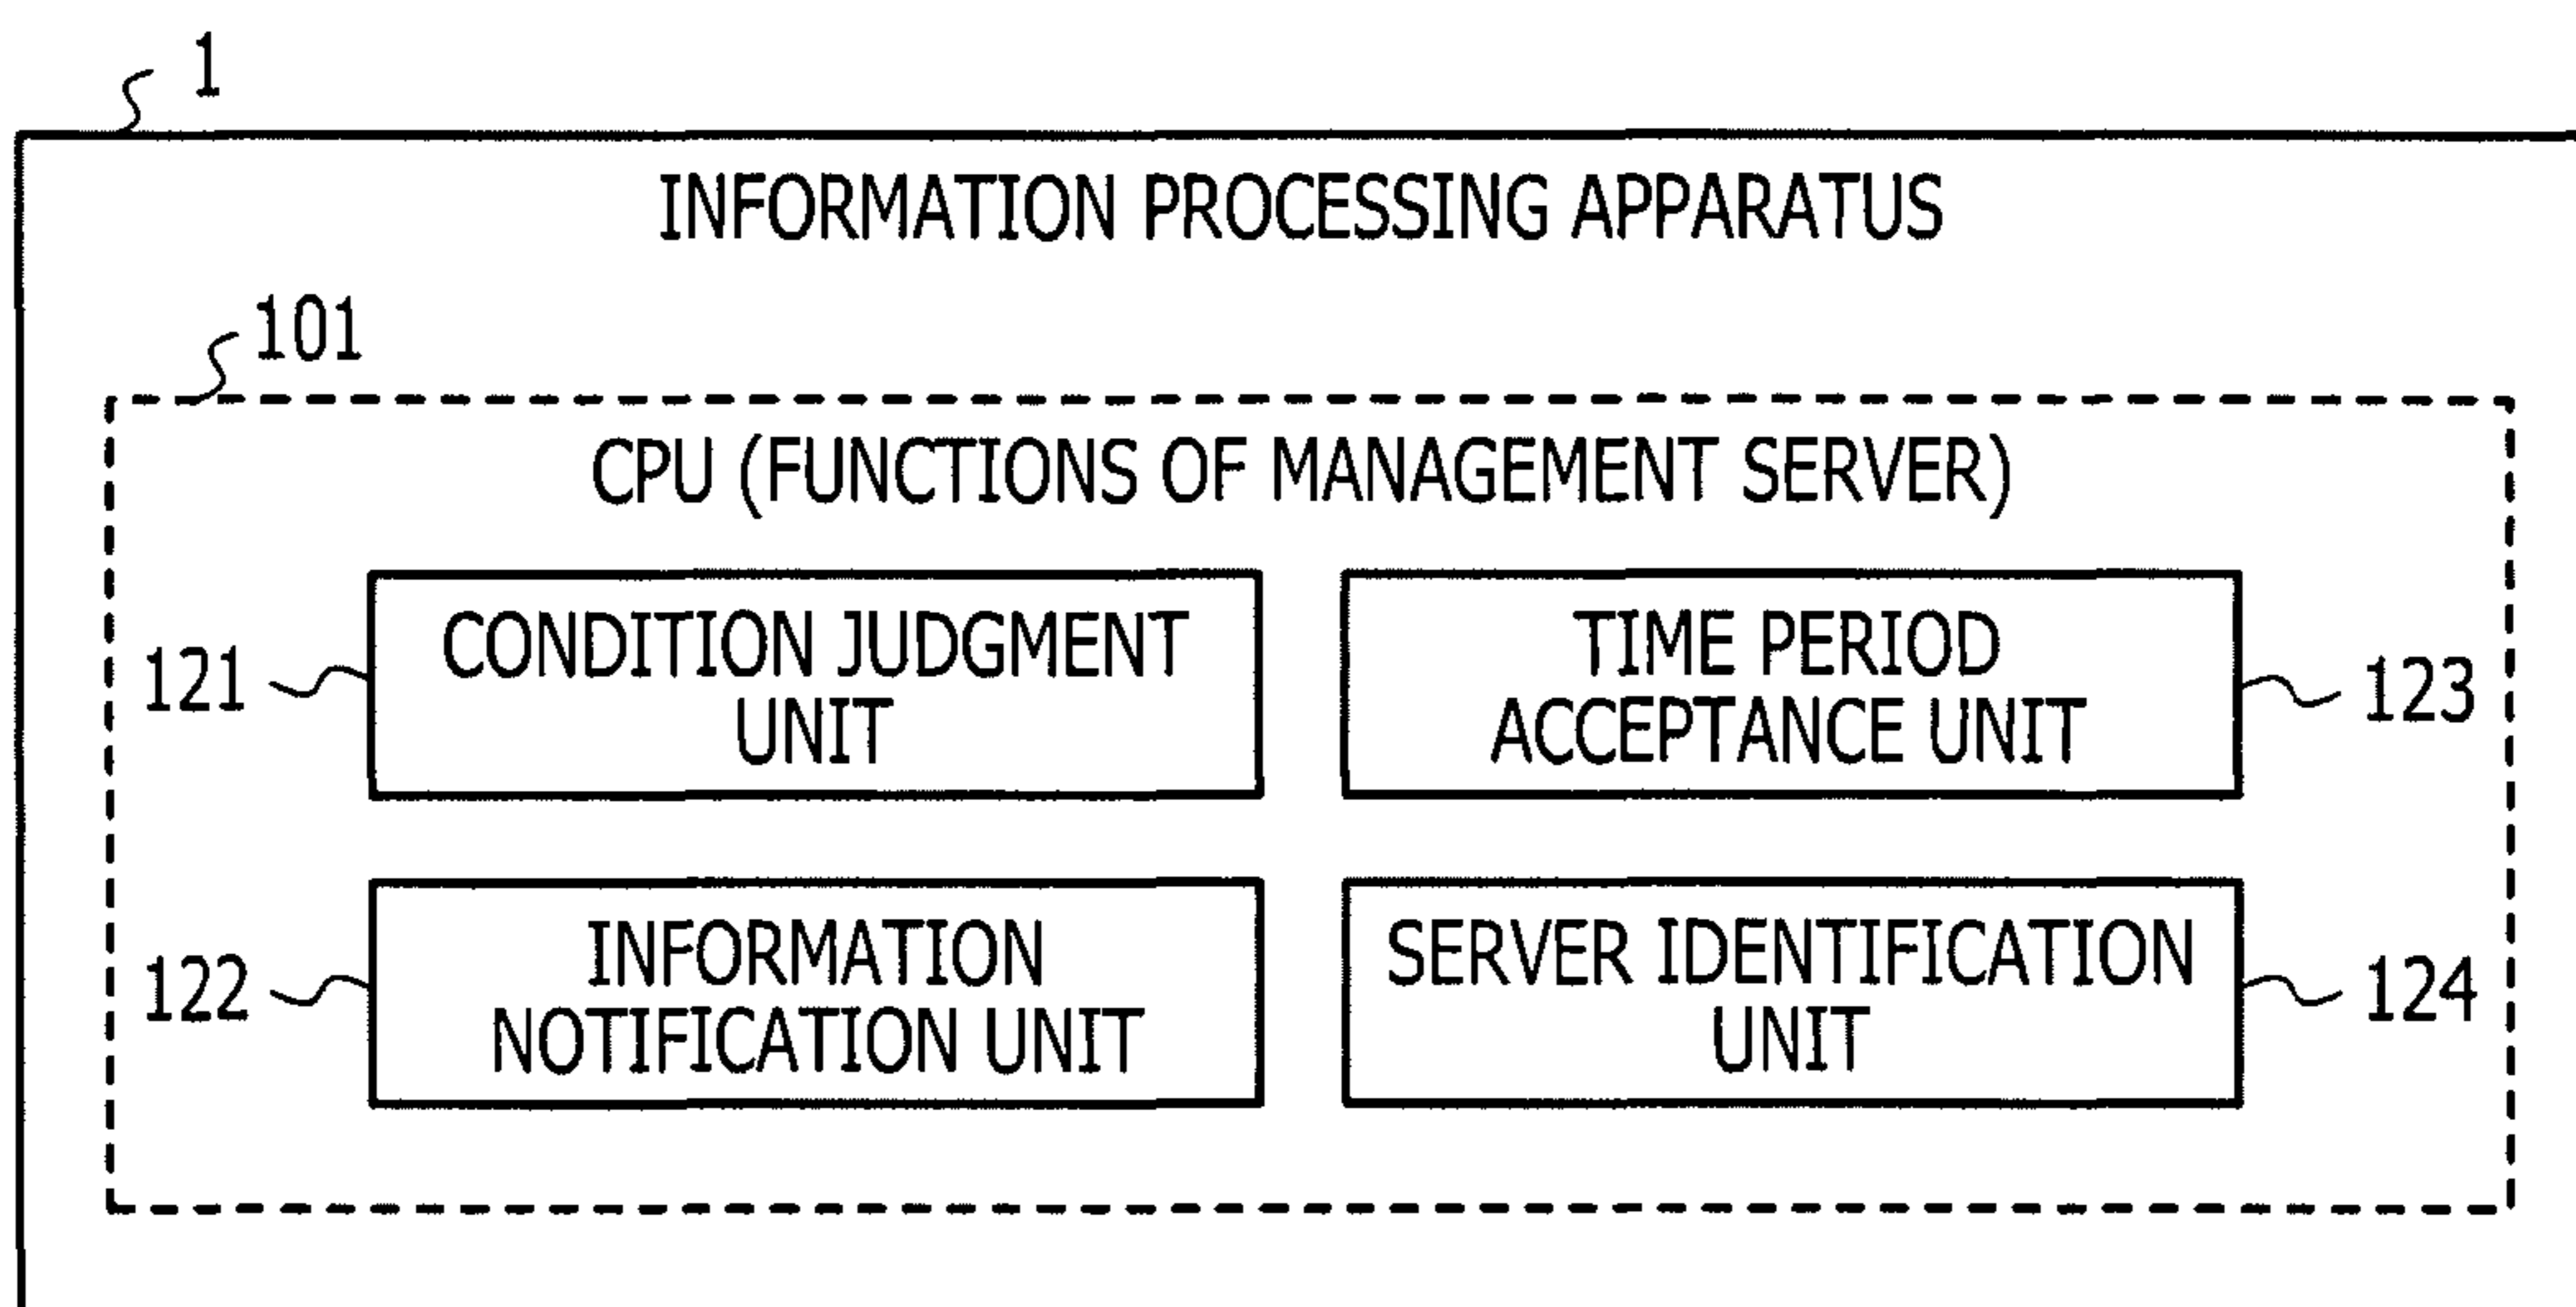 1
INFORMATION PROCESSING APPARATUS
101
CPU (FUNCTIONS OF MANAGEMENT SERVER)
121
CONDITION JUDGMENT
UNIT
TIME PERIOD
ACCEPTANCE UNIT
123
122
INFORMATION
NOTIFICATION UNIT
SERVER IDENTIFICATION
UNIT
124